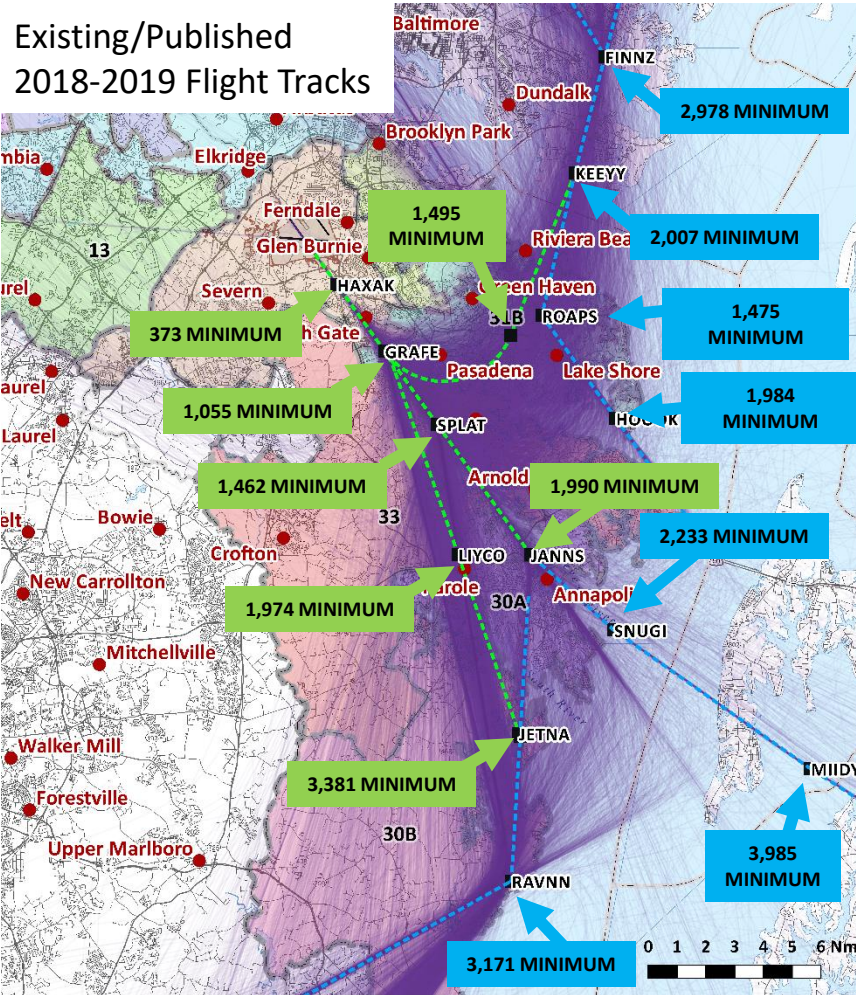 Existing/Published
2018-2019 Flight Tracks
Baltimore
FINNZ
Dundalk
2,978 MINIMUM
Brooklyn Park
mbia
Elkridge
KEEYY
1,495
MINIMUM
Ferndale
2,007 MINIMUM
13
Glen Burnie
Riviera Bea
HAXAK
urel
Severn
Green Haven
31B
ROAPS
1,475
MINIMUM
373 MINIMUM
h Gate
GRAFE
Pasadena
Lake Shore
aurel
1,055 MINIMUM
1,984
MINIMUM
SPLAT
Laurel
1,462 MINIMUM
Arnold
1,990 MINIMUM
33
elt
Bowie
2,233 MINIMUM
Crofton
LIYCO
JANNS
New Carrollton
Annapoli
1,974 MINIMUM
30A
SNUGI
Mitchellville
River
JETNA
Walker Mill
MIIDY
3,381 MINIMUM
Forestville
30B
Upper Marlboro
3,985
MINIMUM
RAVNN
3,171 MINIMUM
0 1 2 3 4 5 6 Nm